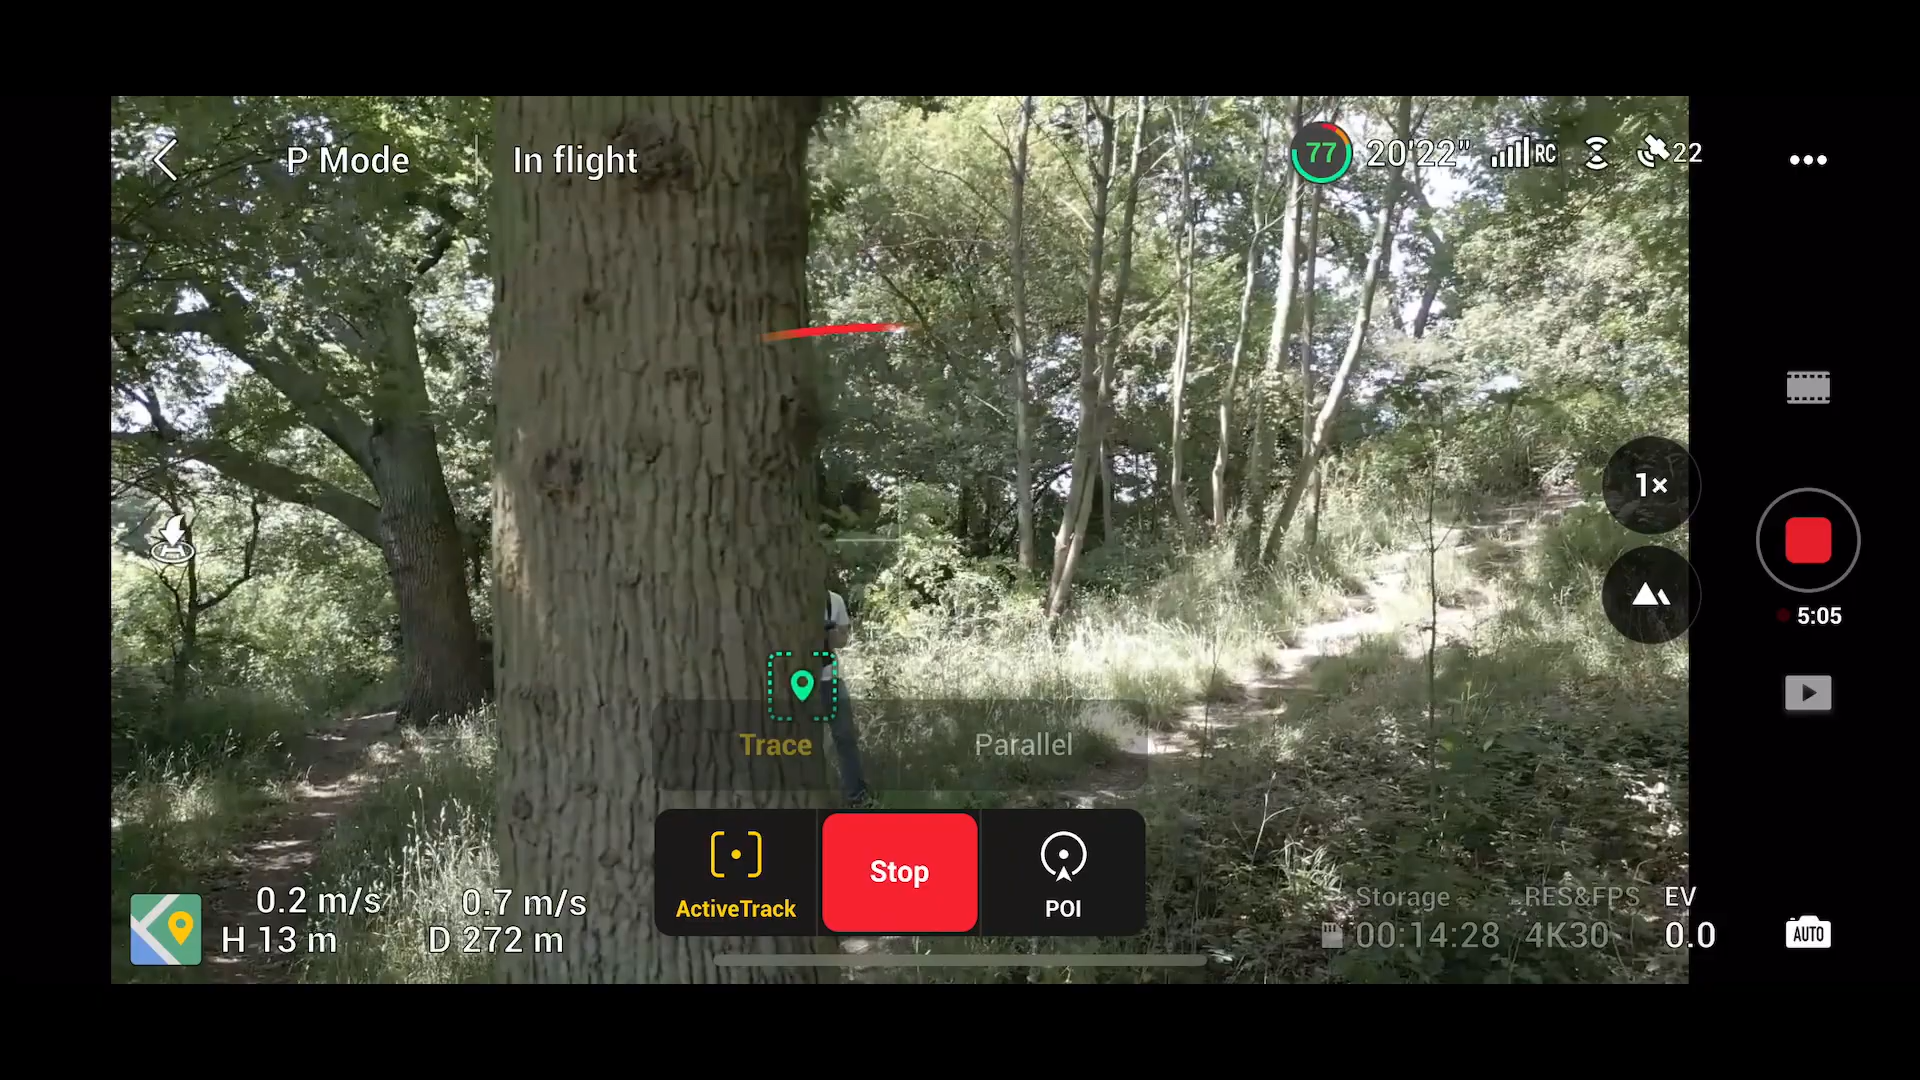 P Mode
In flight
77
20'22"
RC
22
1×
5:05
Trace
Parallel
ActiveTrack
Stop
POI
0.2 m/s
0.7 m/s
H 13 m
D 272 m
Storage
RES&FPS
EV
00:14:28
4K30
0.0
AUTO